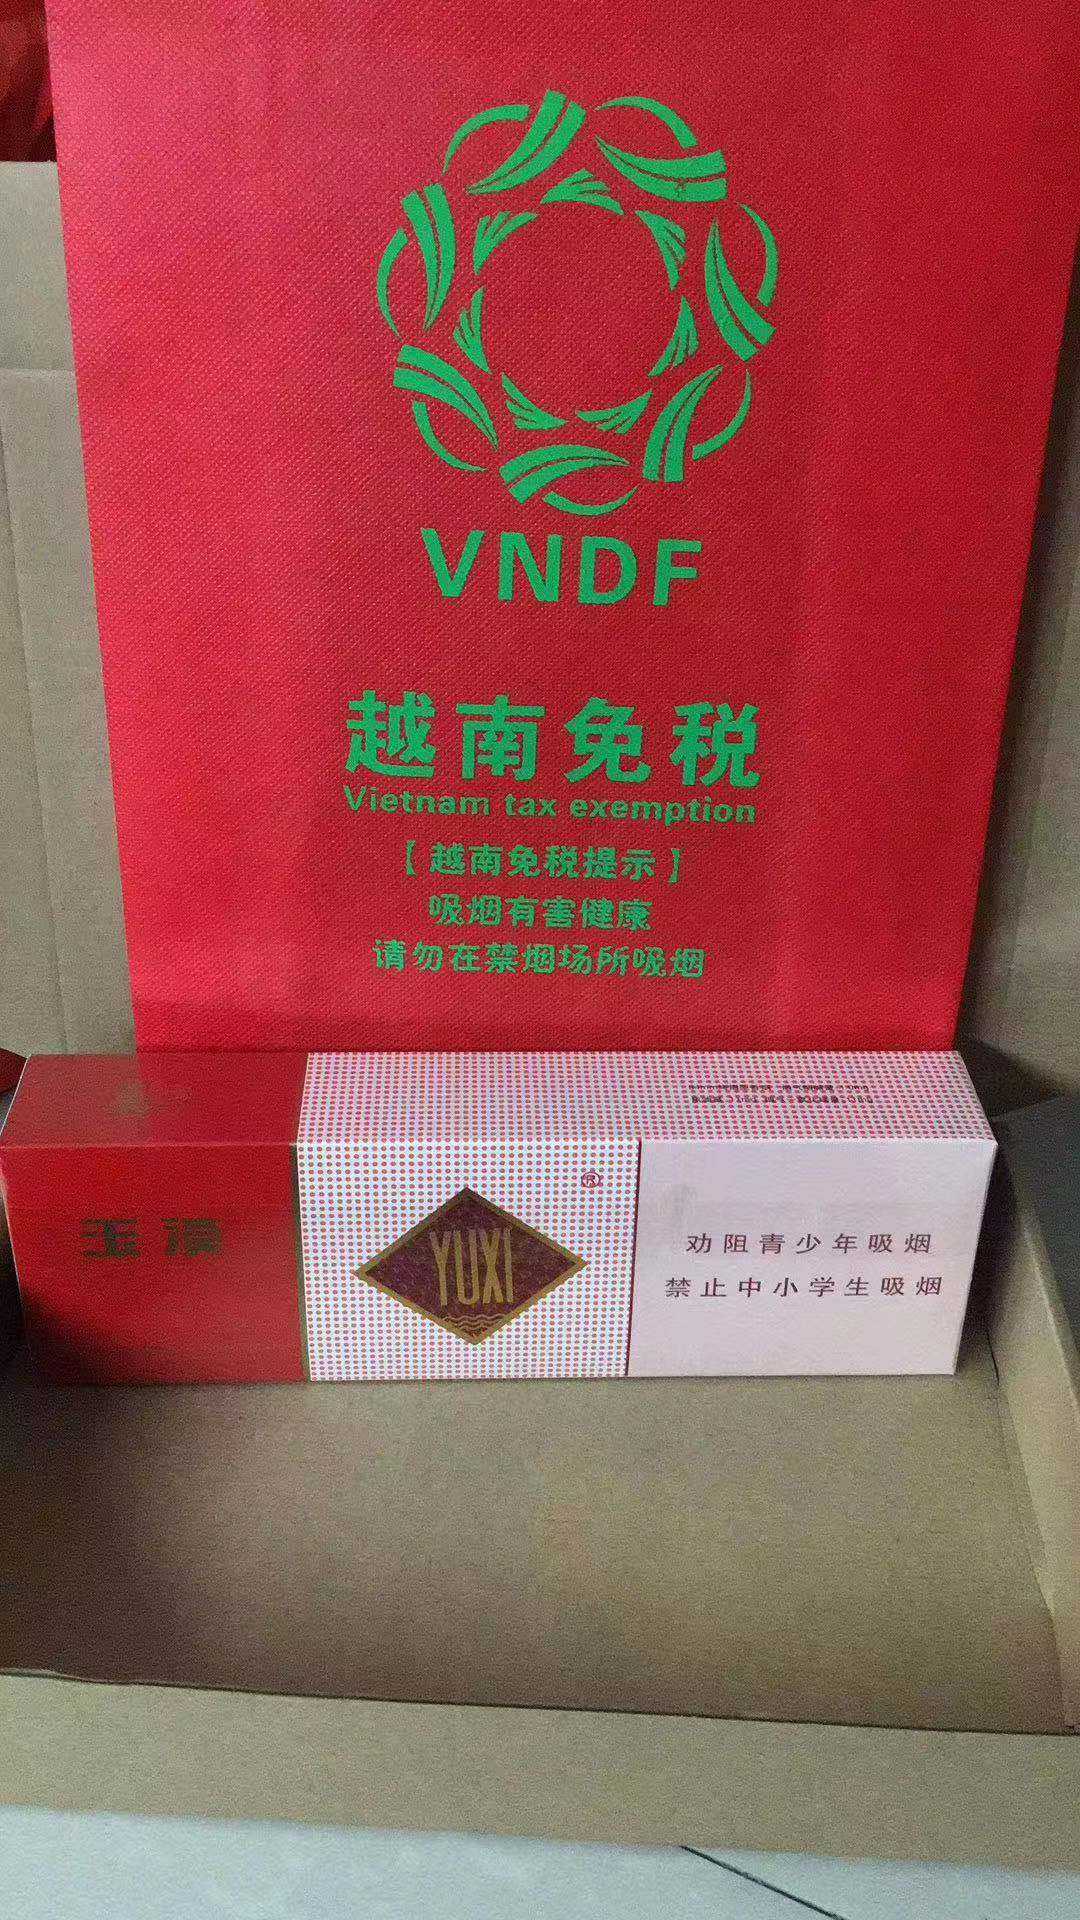 VNDF
越南免税
Vietnam tax exemption
【越南免税提示】
吸烟有害健康
请勿在禁烟场所吸烟
玉溪
YUXI
®
劝阻青少年吸烟
禁止中小学生吸烟